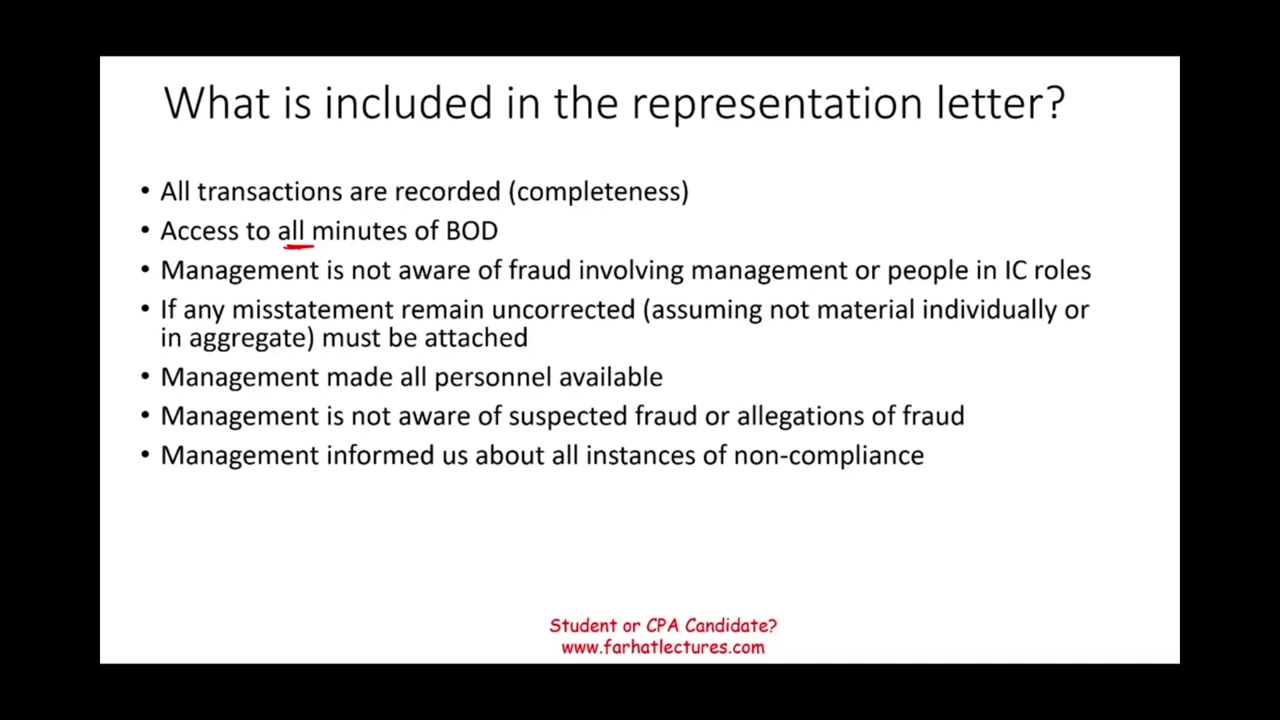 What is included in the representation letter?
• All transactions are recorded (completeness)
• Access to all minutes of BOD
• Management is not aware of fraud involving management or people in IC roles
• If any misstatement remain uncorrected (assuming not material individually or
in aggregate) must be attached
• Management made all personnel available
• Management is not aware of suspected fraud or allegations of fraud
• Management informed us about all instances of non-compliance
Student or CPA Candidate?
www.farhatlectures.com